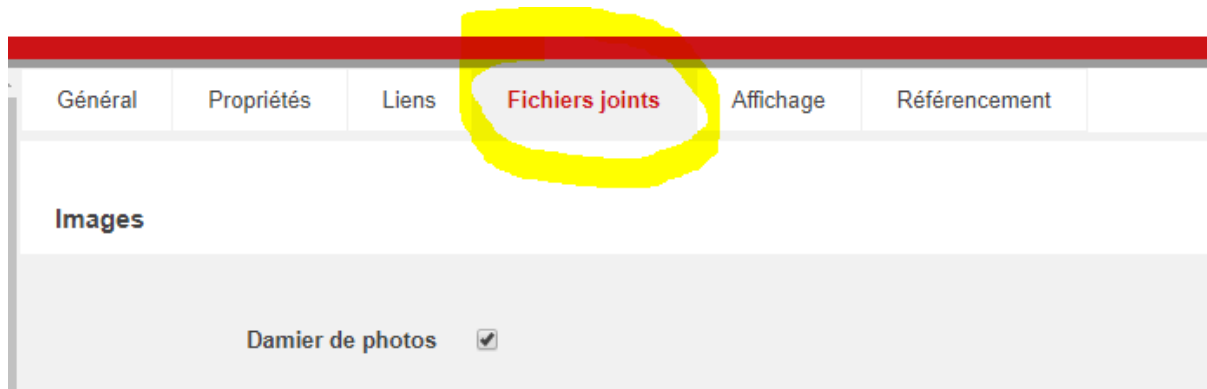 Général Propriétés Liens Fichiers joints Affichage Référencement
Images
Damier de photos